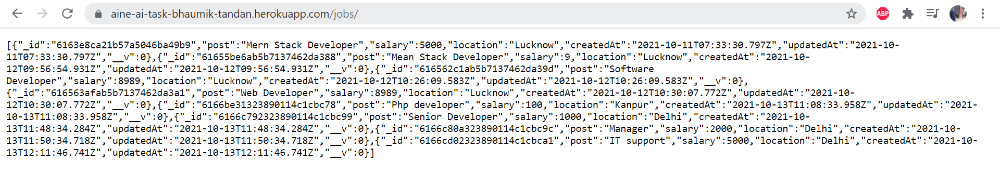 aine-ai-task-bhaumik-tandan.herokuapp.com/jobs/
ABP
[{"_id":"6163e8ca21b57a5046ba49b9","post":"Mern Stack Developer","salary":5000,"location":"Lucknow","createdAt":"2021-10-11T07:33:30.797Z","updatedAt":"2021-10-
11T07:33:30.797Z","__v":0},{"_id":"61655be6ab5b7137462da388","post":"Mean Stack Developer","salary":9,"location":"Lucknow","createdAt":"2021-10-
12T09:56:54.931Z","updatedAt":"2021-10-12T09:56:54.931Z","__v":0},{"_id":"616562c1ab5b7137462da39d","post":"Software
Developer","salary":8989,"location":"Lucknow","createdAt":"2021-10-12T10:26:09.583Z","updatedAt":"2021-10-12T10:26:09.583Z","__v":0},
{"_id":"616563afab5b7137462da3a1","post":"Web Developer","salary":8989,"location":"Lucknow","createdAt":"2021-10-12T10:30:07.772Z","updatedAt":"2021-10-
12T10:30:07.772Z","__v":0},{"_id":"6166be31323890114c1cbc78","post":"Php developer","salary":100,"location":"Kanpur","createdAt":"2021-10-13T11:08:33.958Z","updatedAt":"2021-
10-13T11:08:33.958Z","__v":0},{"_id":"6166c792323890114c1cbc99","post":"Senior Developer","salary":1000,"location":"Delhi","createdAt":"2021-10-
13T11:48:34.284Z","updatedAt":"2021-10-13T11:48:34.284Z","__v":0},{"_id":"6166c80a323890114c1cbc9c","post":"Manager","salary":2000,"location":"Delhi","createdAt":"2021-10-
13T11:50:34.718Z","updatedAt":"2021-10-13T11:50:34.718Z","__v":0},{"_id":"6166cd02323890114c1cbca1","post":"IT support","salary":5000,"location":"Delhi","createdAt":"2021-10-
13T12:11:46.741Z","updatedAt":"2021-10-13T12:11:46.741Z","__v":0}]